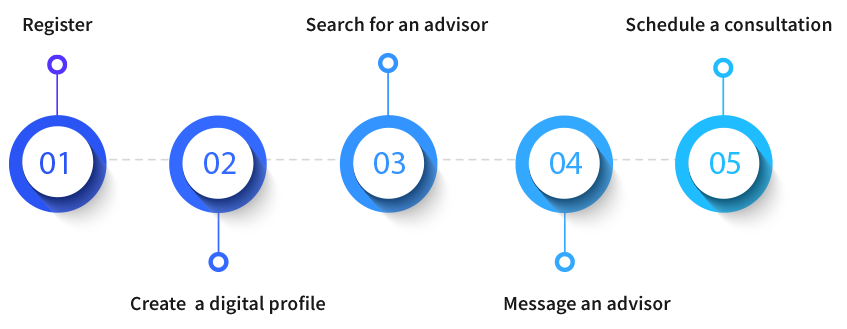 Register
Search for an advisor
Schedule a consultation
01
02
03
04
05
Create  a digital profile
Message an advisor